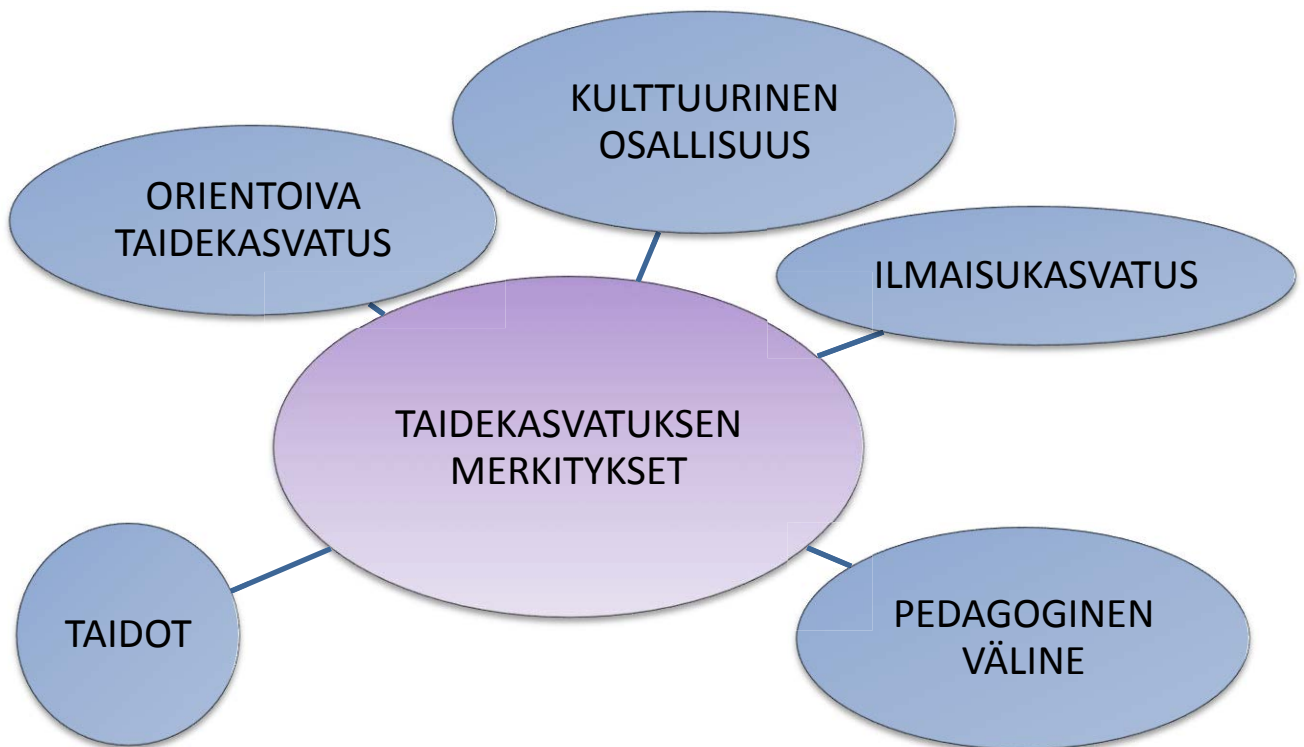 KULTTUURINEN
OSALLISUUS
ORIENTOIVA
TAIDEKASVATUS
ILMAISUKASVATUS
TAIDEKASVATUKSEN
MERKITYKSET
TAIDOT
PEDAGOGINEN
VÄLINE